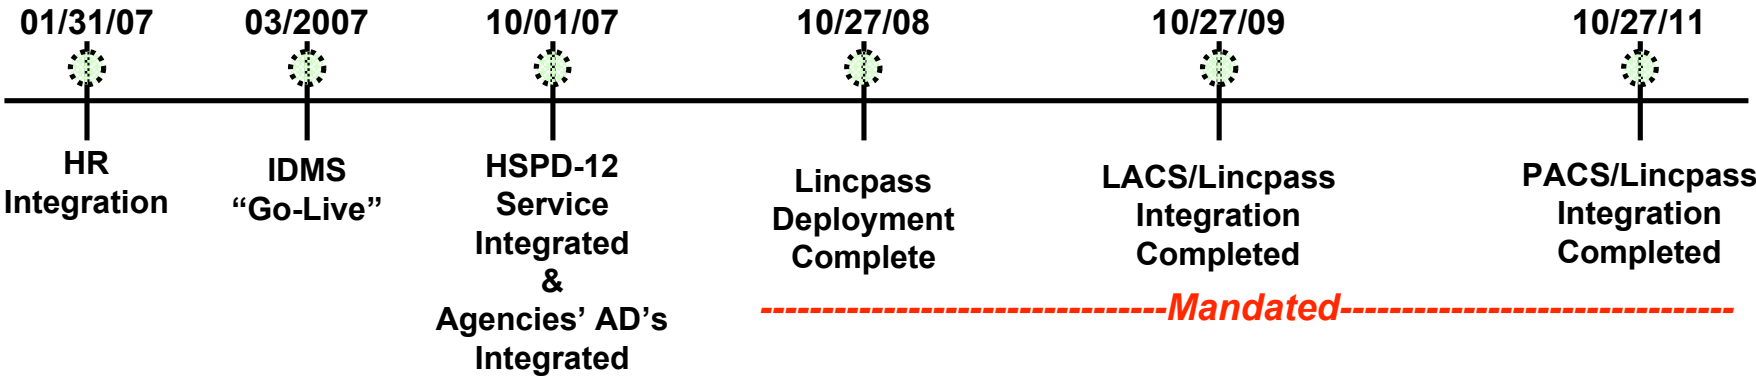 01/31/07
03/2007
10/01/07
10/27/08
10/27/09
10/27/11
HR
Integration
IDMS
“Go-Live”
HSPD-12
Service
Integrated
&
Agencies’ AD’s
Integrated
Lincpass
Deployment
Complete
LACS/Lincpass
Integration
Completed
PACS/Lincpass
Integration
Completed
---------------------------------Mandated--------------------------------